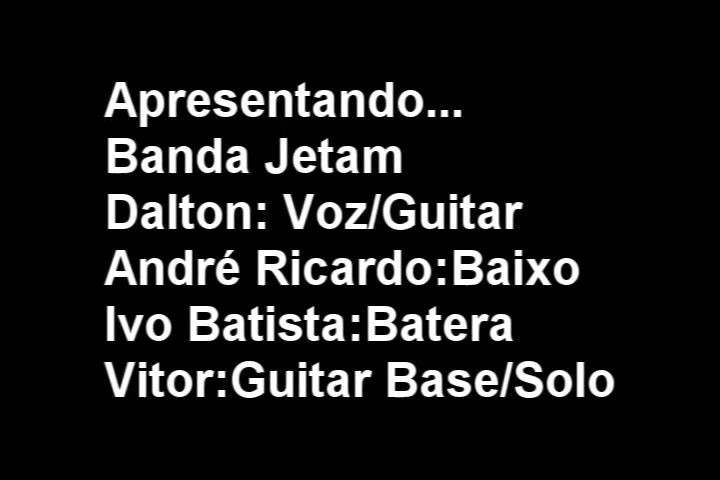 Apresentando...
Banda Jetam
Dalton: Voz/Guitar
André Ricardo:Baixo
Ivo Batista:Batera
Vitor:Guitar Base/Solo